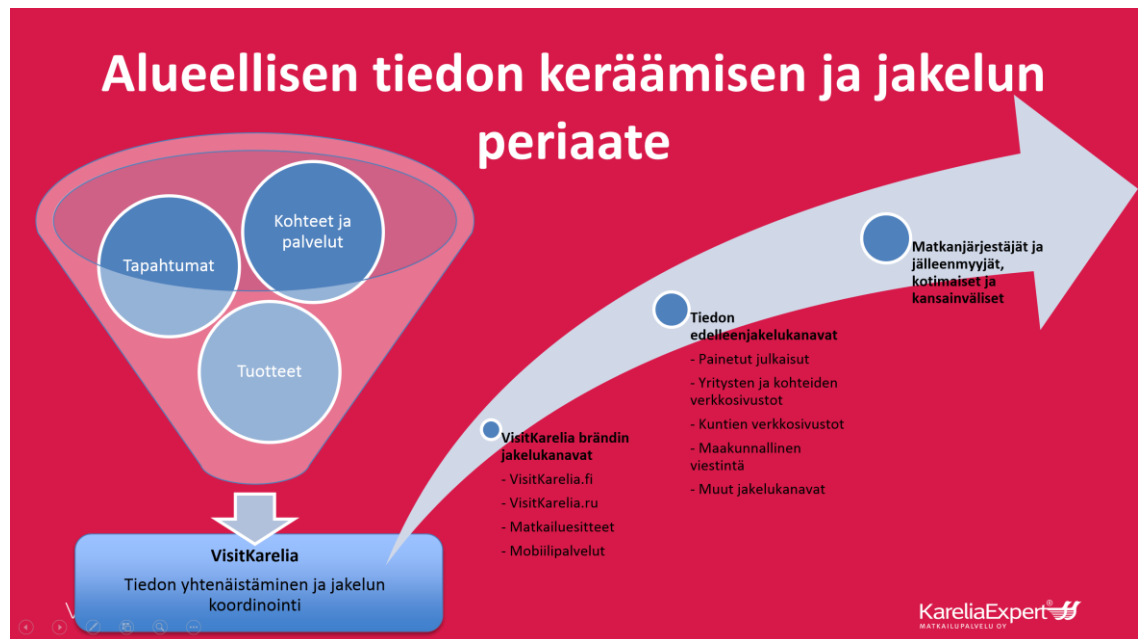 Alueellisen tiedon keräämisen ja jakelun
periaate
Kohteet ja
palvelut
Tapahtumat
Tuotteet
VisitKarelia
Tiedon yhtenäistäminen ja jakelun
koordinointi
VisitKarelia brändin
jakelukanavat
- VisitKarelia.fi
- VisitKarelia.ru
- Matkailuesitteet
- Mobiilipalvelut
Tiedon
edelleenjakelukanavat
- Painetut julkaisut
- Yritysten ja kohteiden
verkkosivustot
- Kuntien verkkosivustot
- Maakunnallinen
viestintä
- Muut jakelukanavat
Matkanjärjestäjät ja
jälleenmyyjät,
kotimaiset ja
kansainväliset
KareliaExpert®
MATKAILUPALVELU OY